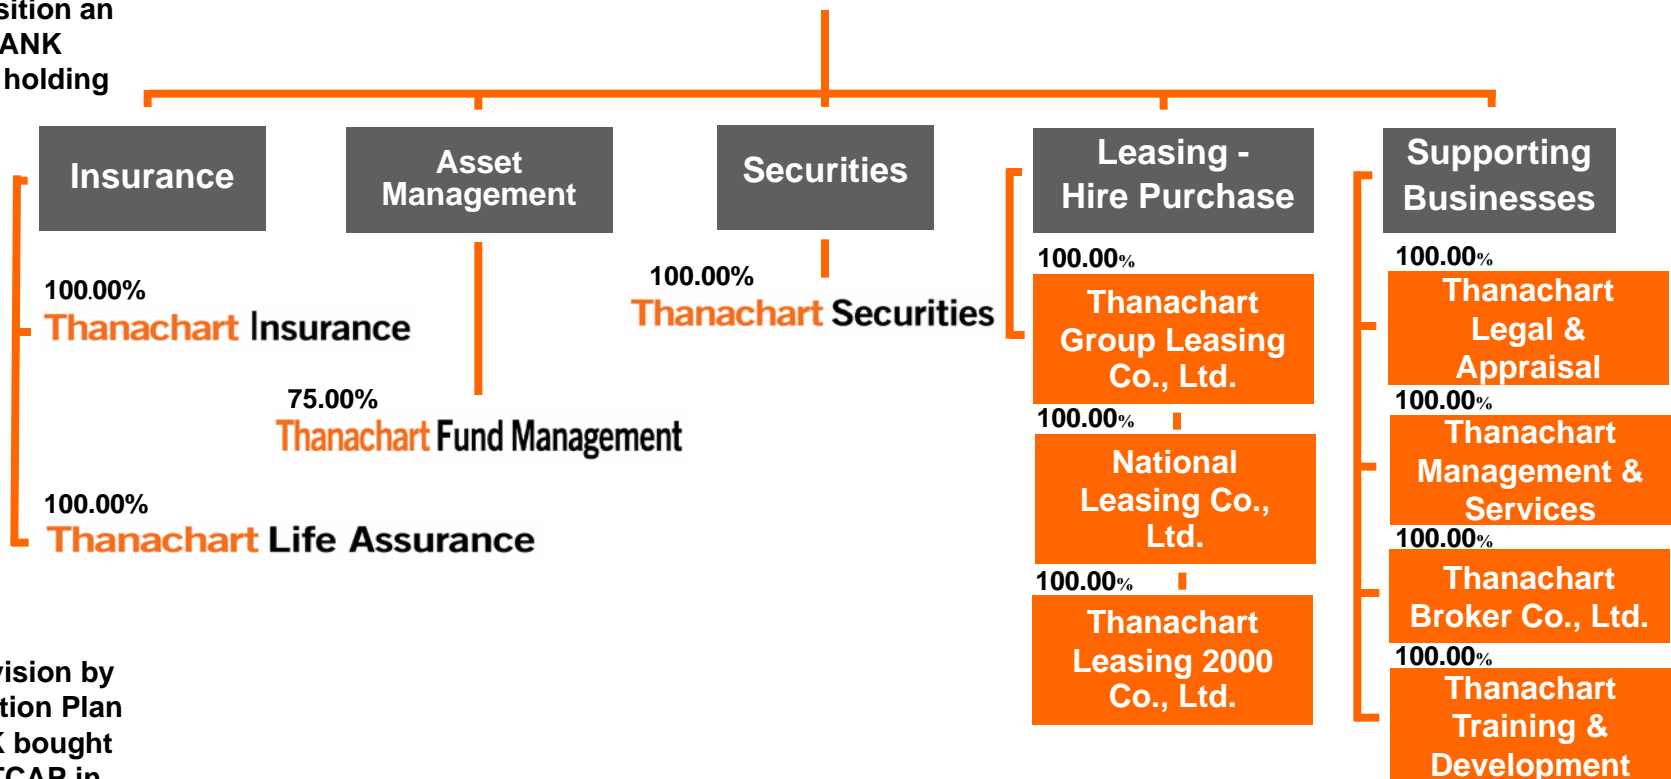 sition an
ANK
holding
Insurance
Asset
Management
Securities
Leasing -
Hire Purchase
Supporting
Businesses
100.00%
Thanachart Insurance
100.00%
Thanachart Life Assurance
75.00%
Thanachart Fund Management
100.00%
Thanachart Securities
100.00%
Thanachart
Group Leasing
Co., Ltd.
100.00%
National
Leasing Co.,
Ltd.
100.00%
Thanachart
Leasing 2000
Co., Ltd.
100.00%
Thanachart
Legal &
Appraisal
100.00%
Thanachart
Management &
Services
100.00%
Thanachart
Broker Co., Ltd.
100.00%
Thanachart
Training &
Development
vision by
tion Plan
K bought
TCAP in